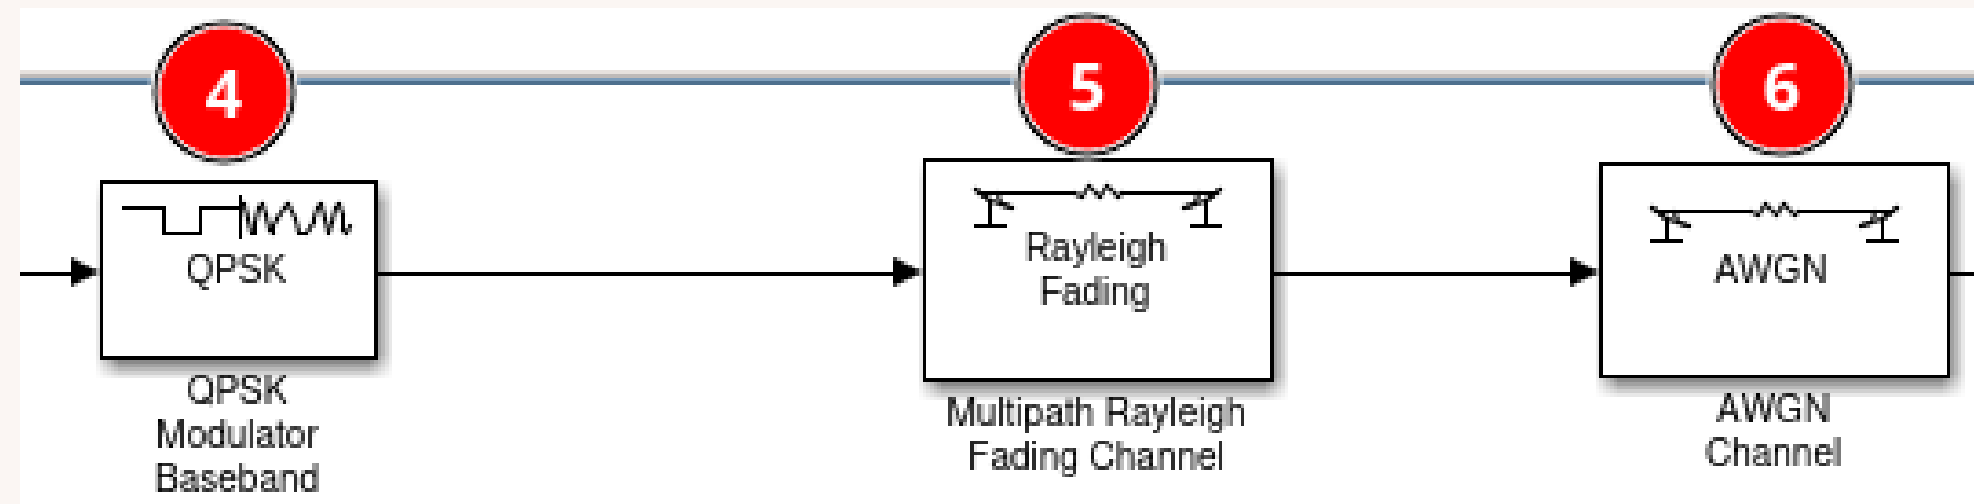 4
5
6
QPSK
Rayleigh
Fading
AWGN
QPSK
Modulator
Baseband
Multipath Rayleigh
Fading Channel
AWGN
Channel